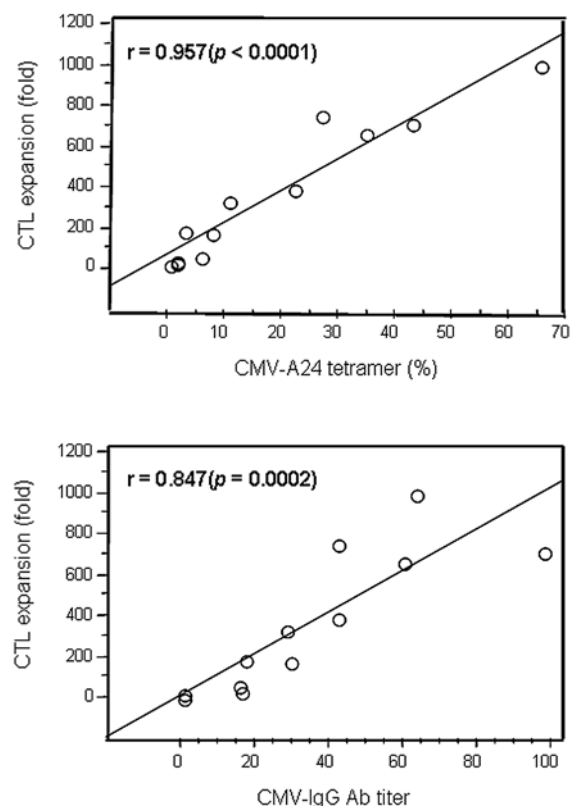 r = 0.957(p < 0.0001)
1200
1000
800
600
400
200
0
CTL expansion (fold)
0 10 20 30 40 50 60 70
CMV-A24 tetramer (%)
r = 0.847(p = 0.0002)
1200
1000
800
600
400
200
0
CTL expansion (fold)
0 20 40 60 80 100
CMV-IgG Ab titer